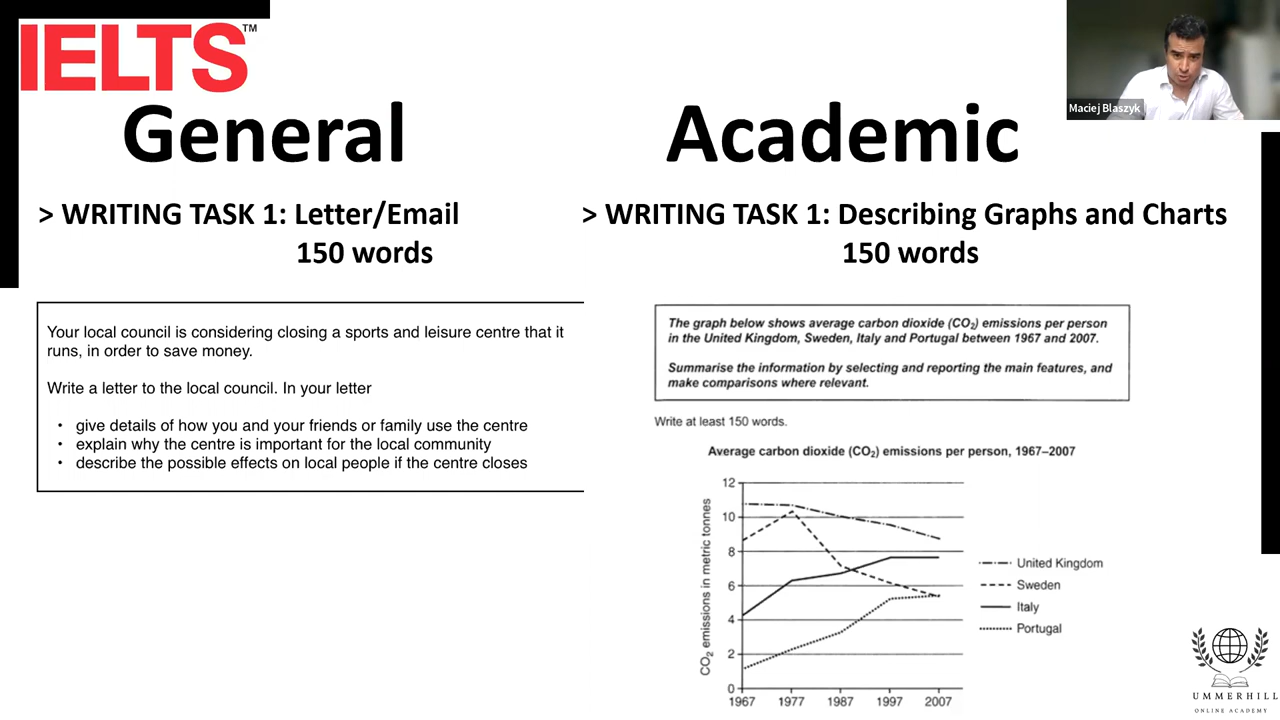 IELTS™
Maciej Blaszyk
General
> WRITING TASK 1: Letter/Email
150 words
Your local council is considering closing a sports and leisure centre that it
runs, in order to save money.
Write a letter to the local council. In your letter
• give details of how you and your friends or family use the centre
• explain why the centre is important for the local community
• describe the possible effects on local people if the centre closes
Academic
> WRITING TASK 1: Describing Graphs and Charts
150 words
The graph below shows average carbon dioxide (CO₂) emissions per person
in the United Kingdom, Sweden, Italy and Portugal between 1967 and 2007.
Summarise the information by selecting and reporting the main features, and
make comparisons where relevant.
Write at least 150 words.
Average carbon dioxide (CO₂) emissions per person, 1967–2007
CO₂ emissions in metric tonnes
12
10
8
6
4
2
0
1967 1977 1987 1997 2007
United Kingdom
Sweden
Italy
Portugal
UMMERHILL
ONLINE ACADEMY